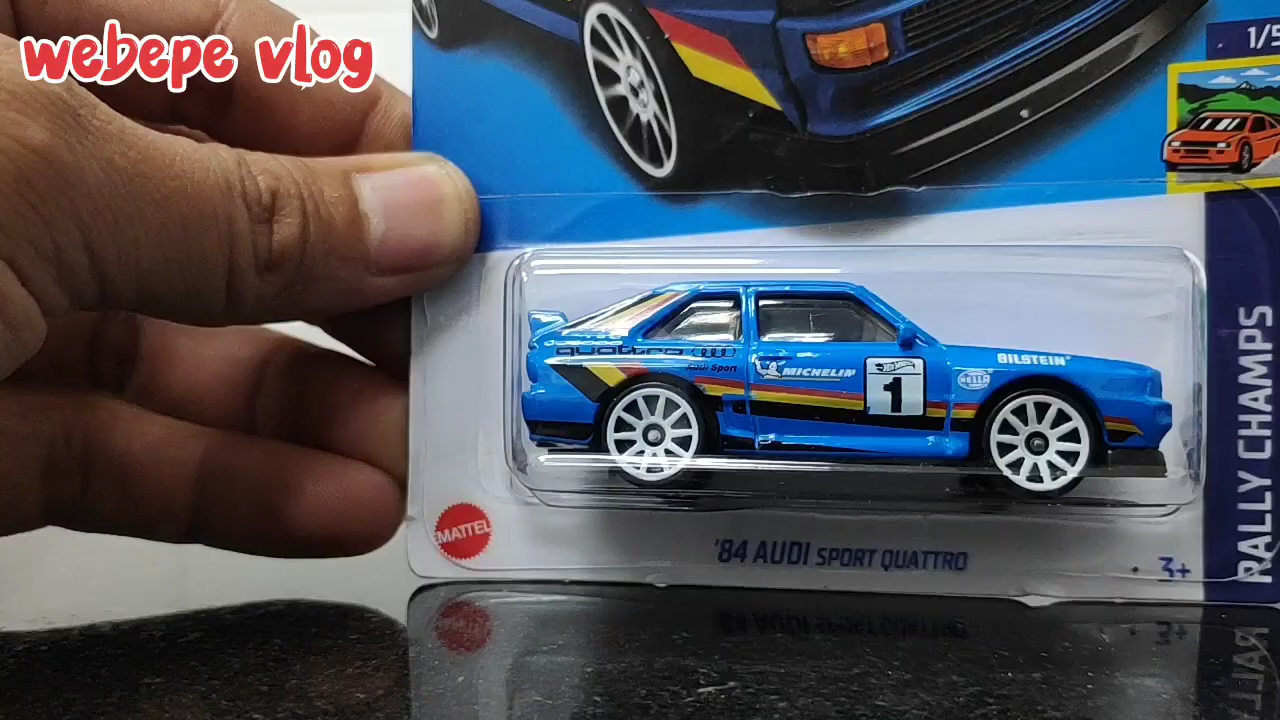 webepe vlog
1/5
quattro
Audi Sport
MICHELIN
1
BILSTEIN
HELLA
RALLY CHAMPS
MATTEL
'84 AUDI SPORT QUATTRO
3+